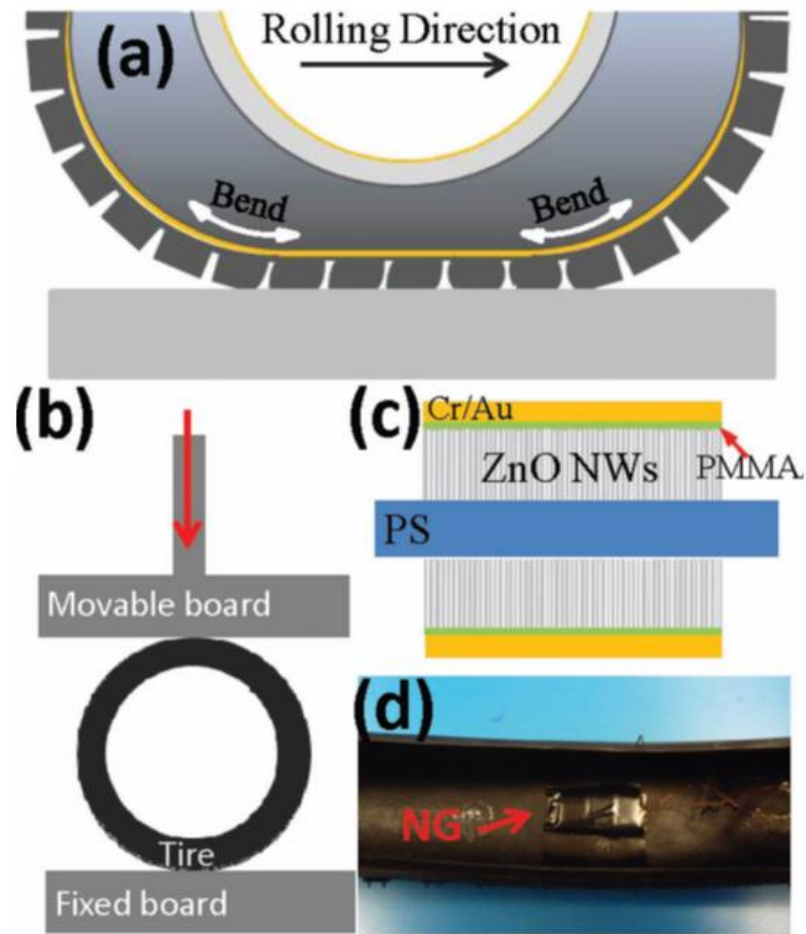 (a)
Rolling Direction
Bend
Bend
(b)
Movable board
Tire
Fixed board
(c)
Cr/Au
ZnO NWs
PMMA
PS
(d)
NG